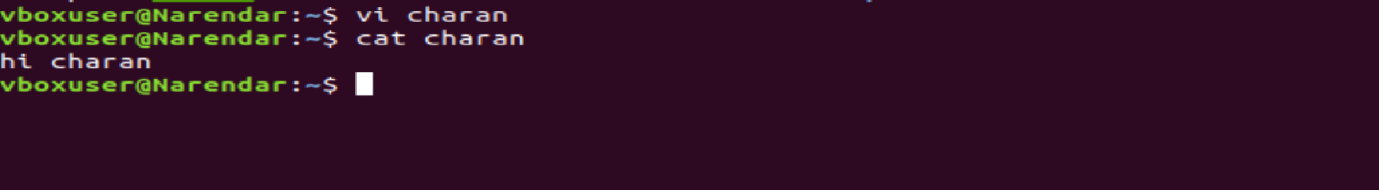 vboxuser@Narendar:~$ vi charan
vboxuser@Narendar:~$ cat charan
hi charan
vboxuser@Narendar:~$